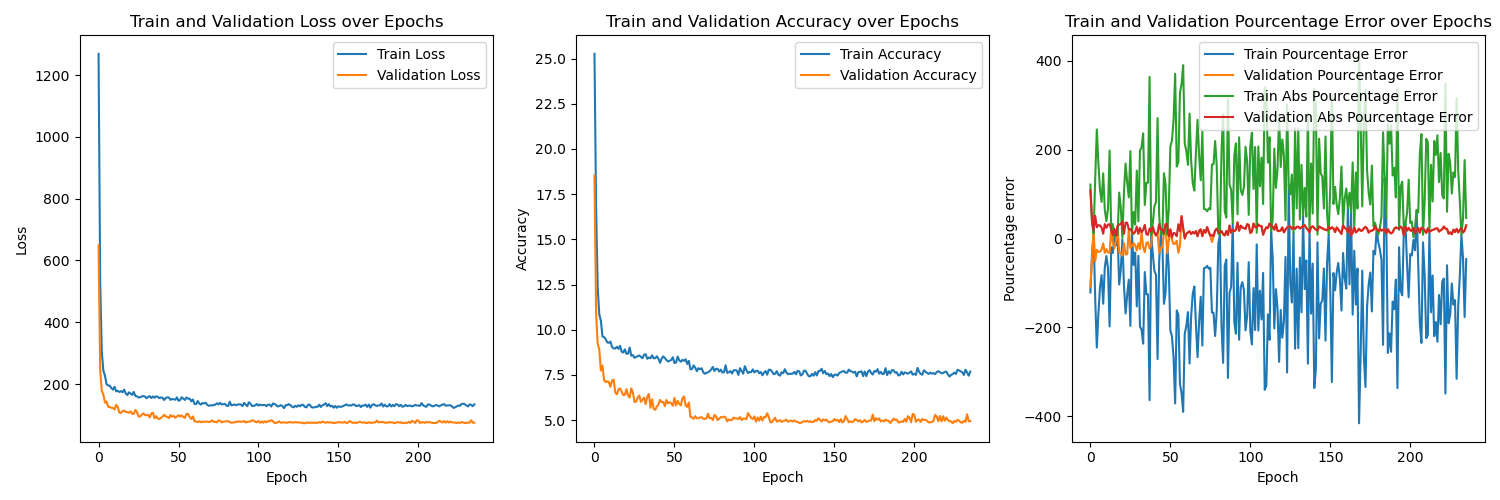 Train and Validation Loss over Epochs
Loss
1200
1000
800
600
400
200
0
50
100
150
200
Epoch
Train Loss
Validation Loss
Train and Validation Accuracy over Epochs
Accuracy
25.0
22.5
20.0
17.5
15.0
12.5
10.0
7.5
5.0
0
50
100
150
200
Epoch
Train Accuracy
Validation Accuracy
Train and Validation Pourcentage Error over Epochs
Pourcentage error
400
200
0
−200
−400
0
50
100
150
200
Epoch
Train Pourcentage Error
Validation Pourcentage Error
Train Abs Pourcentage Error
Validation Abs Pourcentage Error